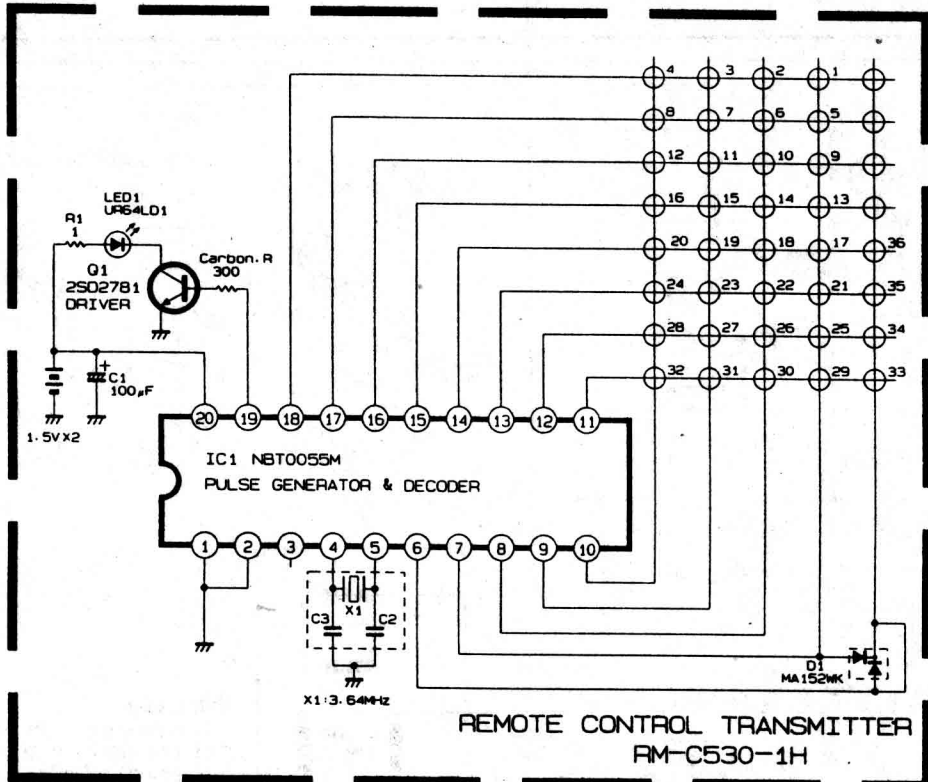 4 3 2 1
8 7 6 5
12 11 10 9
16 15 14 13
20 19 18 17 36
24 23 22 21 35
28 27 26 25 34
32 31 30 29 33
LED1
UR64LD1
R1
1
Q1
2SD2781
DRIVER
Carbon.R
300
+
C1
100µF
1.5VX2
20 19 18 17 16 15 14 13 12 11
IC1 NBT0055M
PULSE GENERATOR & DECODER
1 2 3 4 5 6 7 8 9 10
X1
C3 C2
X1:3.64MHz
D1
MA152WK
REMOTE CONTROL TRANSMITTER
RM-C530-1H